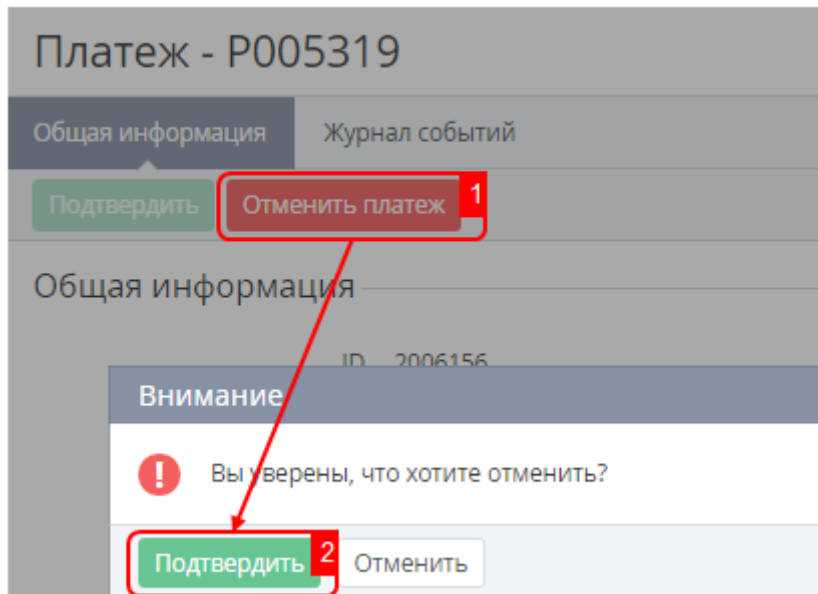 Платеж - P005319
Общая информация Журнал событий
Подтвердить Отменить платеж 1
Общая информация
ID 2006156
Внимание
Вы уверены, что хотите отменить?
Подтвердить 2 Отменить